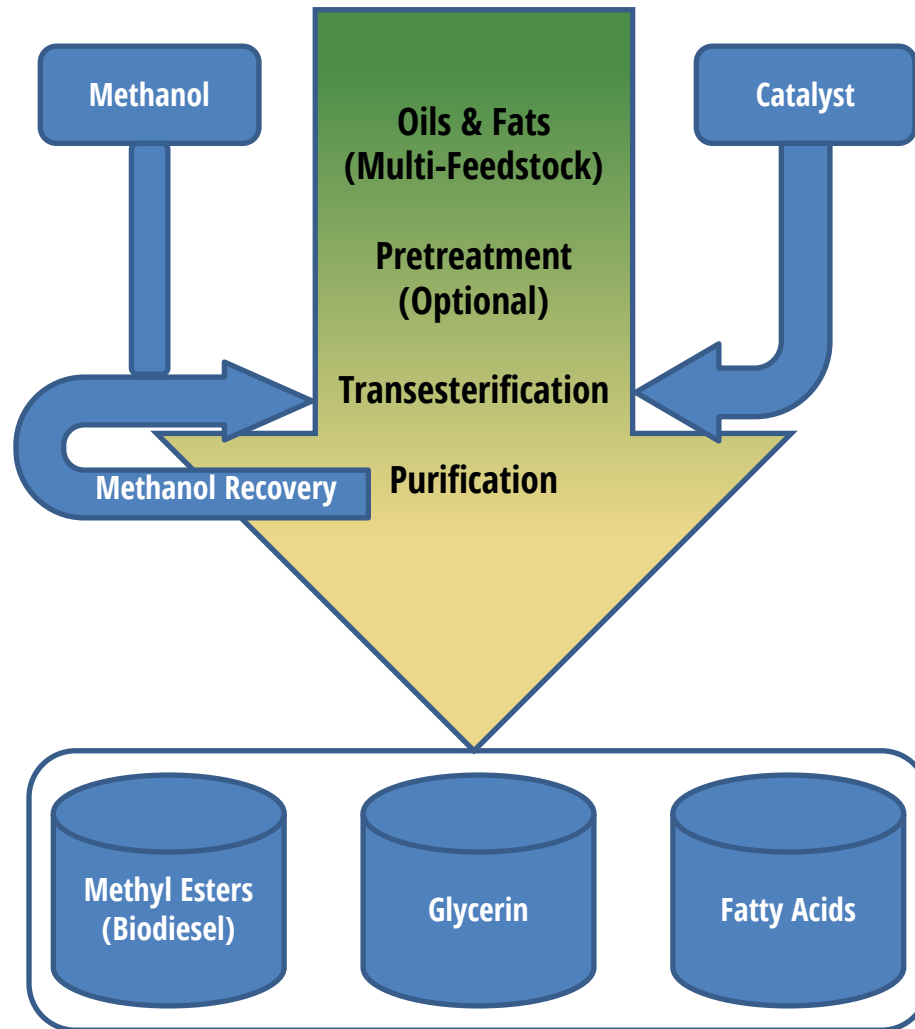 Methanol
Catalyst
Oils & Fats
(Multi-Feedstock)
Pretreatment
(Optional)
Transesterification
Methanol Recovery
Purification
Methyl Esters
(Biodiesel)
Glycerin
Fatty Acids